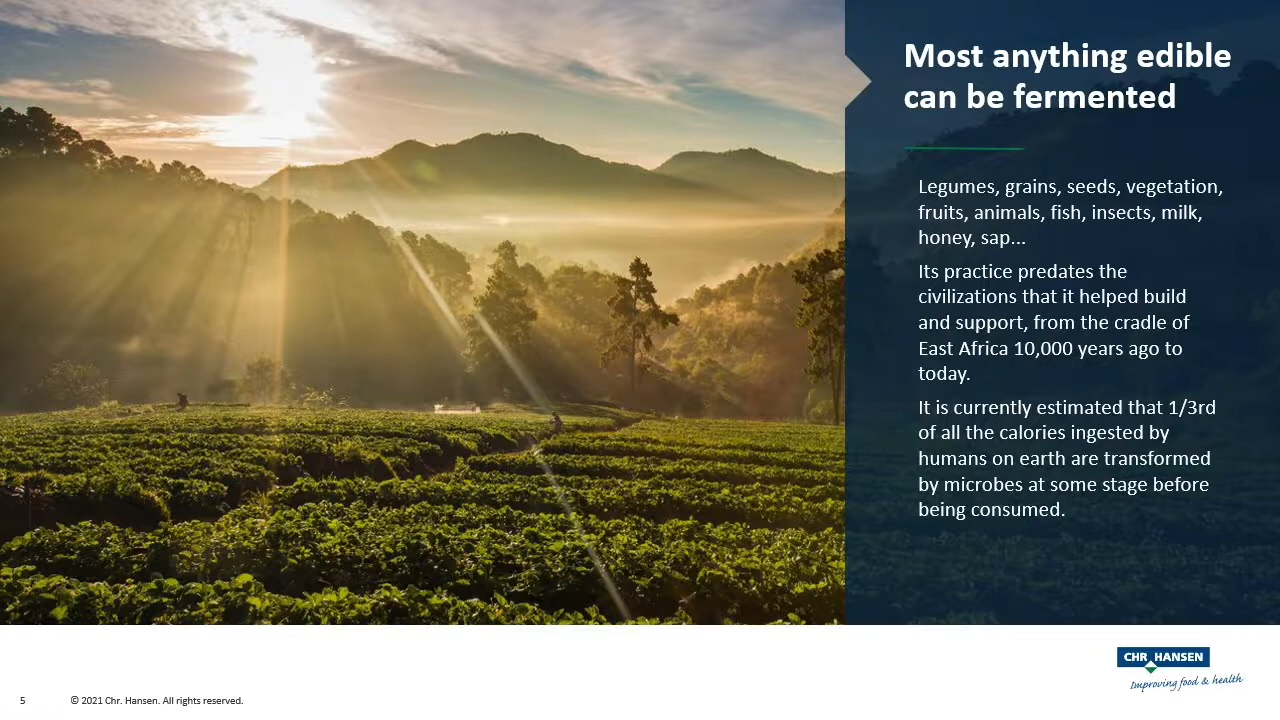 Most anything edible
can be fermented
Legumes, grains, seeds, vegetation,
fruits, animals, fish, insects, milk,
honey, sap...
Its practice predates the
civilizations that it helped build
and support, from the cradle of
East Africa 10,000 years ago to
today.
It is currently estimated that 1/3rd
of all the calories ingested by
humans on earth are transformed
by microbes at some stage before
being consumed.
CHR HANSEN
Improving food & health
5 © 2021 Chr. Hansen. All rights reserved.